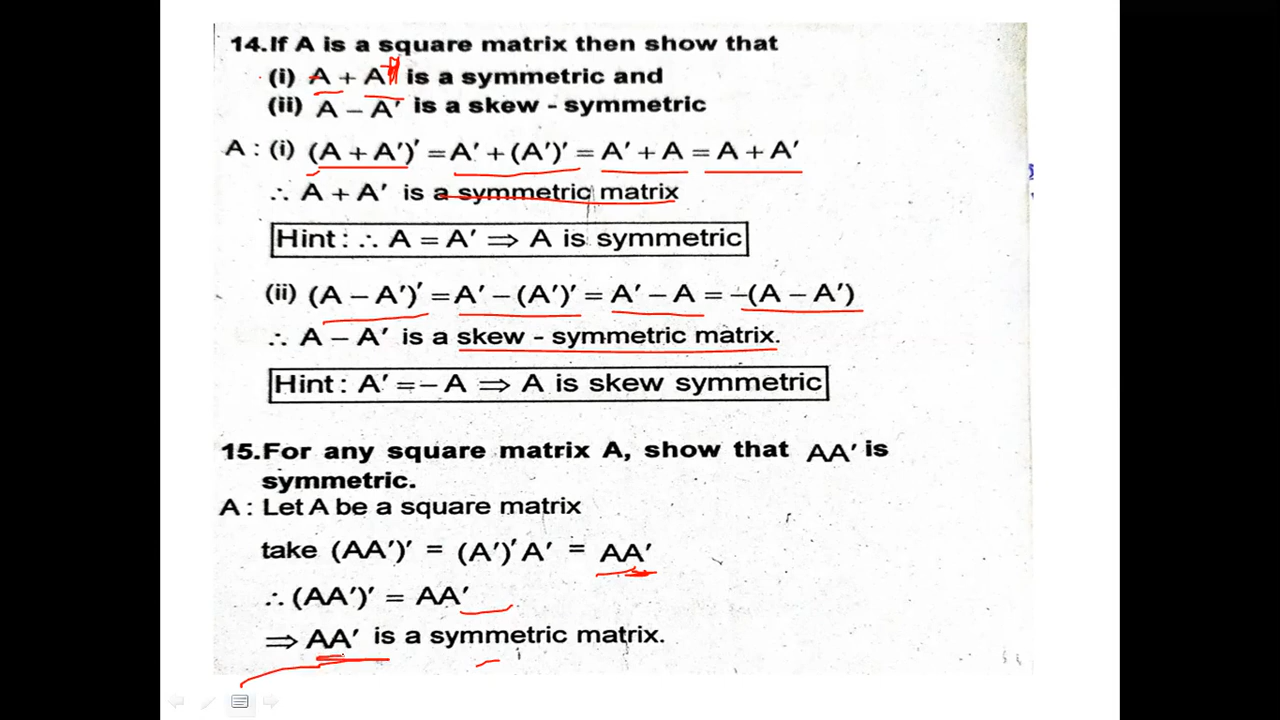 14.If A is a square matrix then show that
(i) A + A' is a symmetric and
(ii) A − A' is a skew - symmetric
A : (i) (A + A')' = A' + (A')' = A' + A = A + A'
∴ A + A' is a symmetric matrix
Hint : ∴ A = A' ⇒ A is symmetric
(ii) (A − A')' = A' − (A')' = A' − A = −(A − A')
∴ A − A' is a skew - symmetric matrix.
Hint : A' = − A ⇒ A is skew symmetric
15.For any square matrix A, show that AA' is
symmetric.
A : Let A be a square matrix
take (AA')' = (A')' A' = AA'
∴ (AA')' = AA'
⇒ AA' is a symmetric matrix.